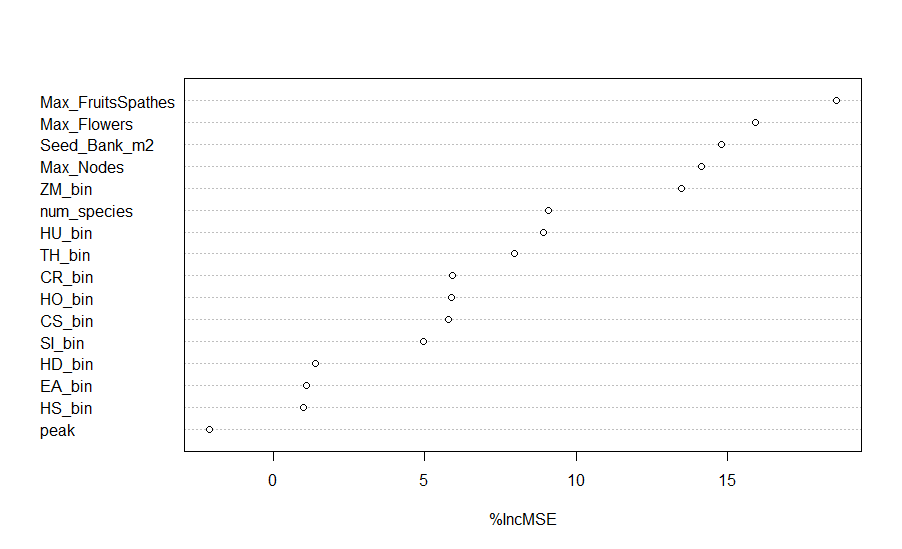 Max_FruitsSpathes
Max_Flowers
Seed_Bank_m2
Max_Nodes
ZM_bin
num_species
HU_bin
TH_bin
CR_bin
HO_bin
CS_bin
SI_bin
HD_bin
EA_bin
HS_bin
peak
0 5 10 15
%IncMSE